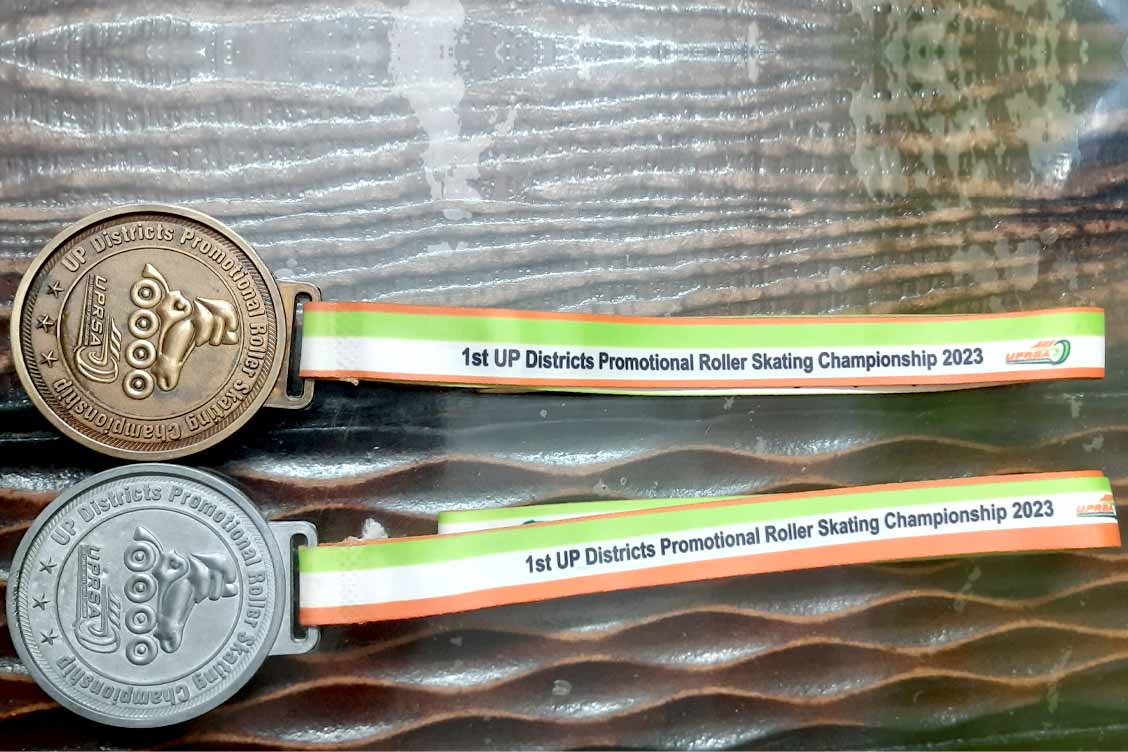 UP Districts Promotional Roller Skating Championship
UPRSA
1st UP Districts Promotional Roller Skating Championship 2023
UPRSA
UP Districts Promotional Roller Skating Championship
UPRSA
1st UP Districts Promotional Roller Skating Championship 2023
UPRSA